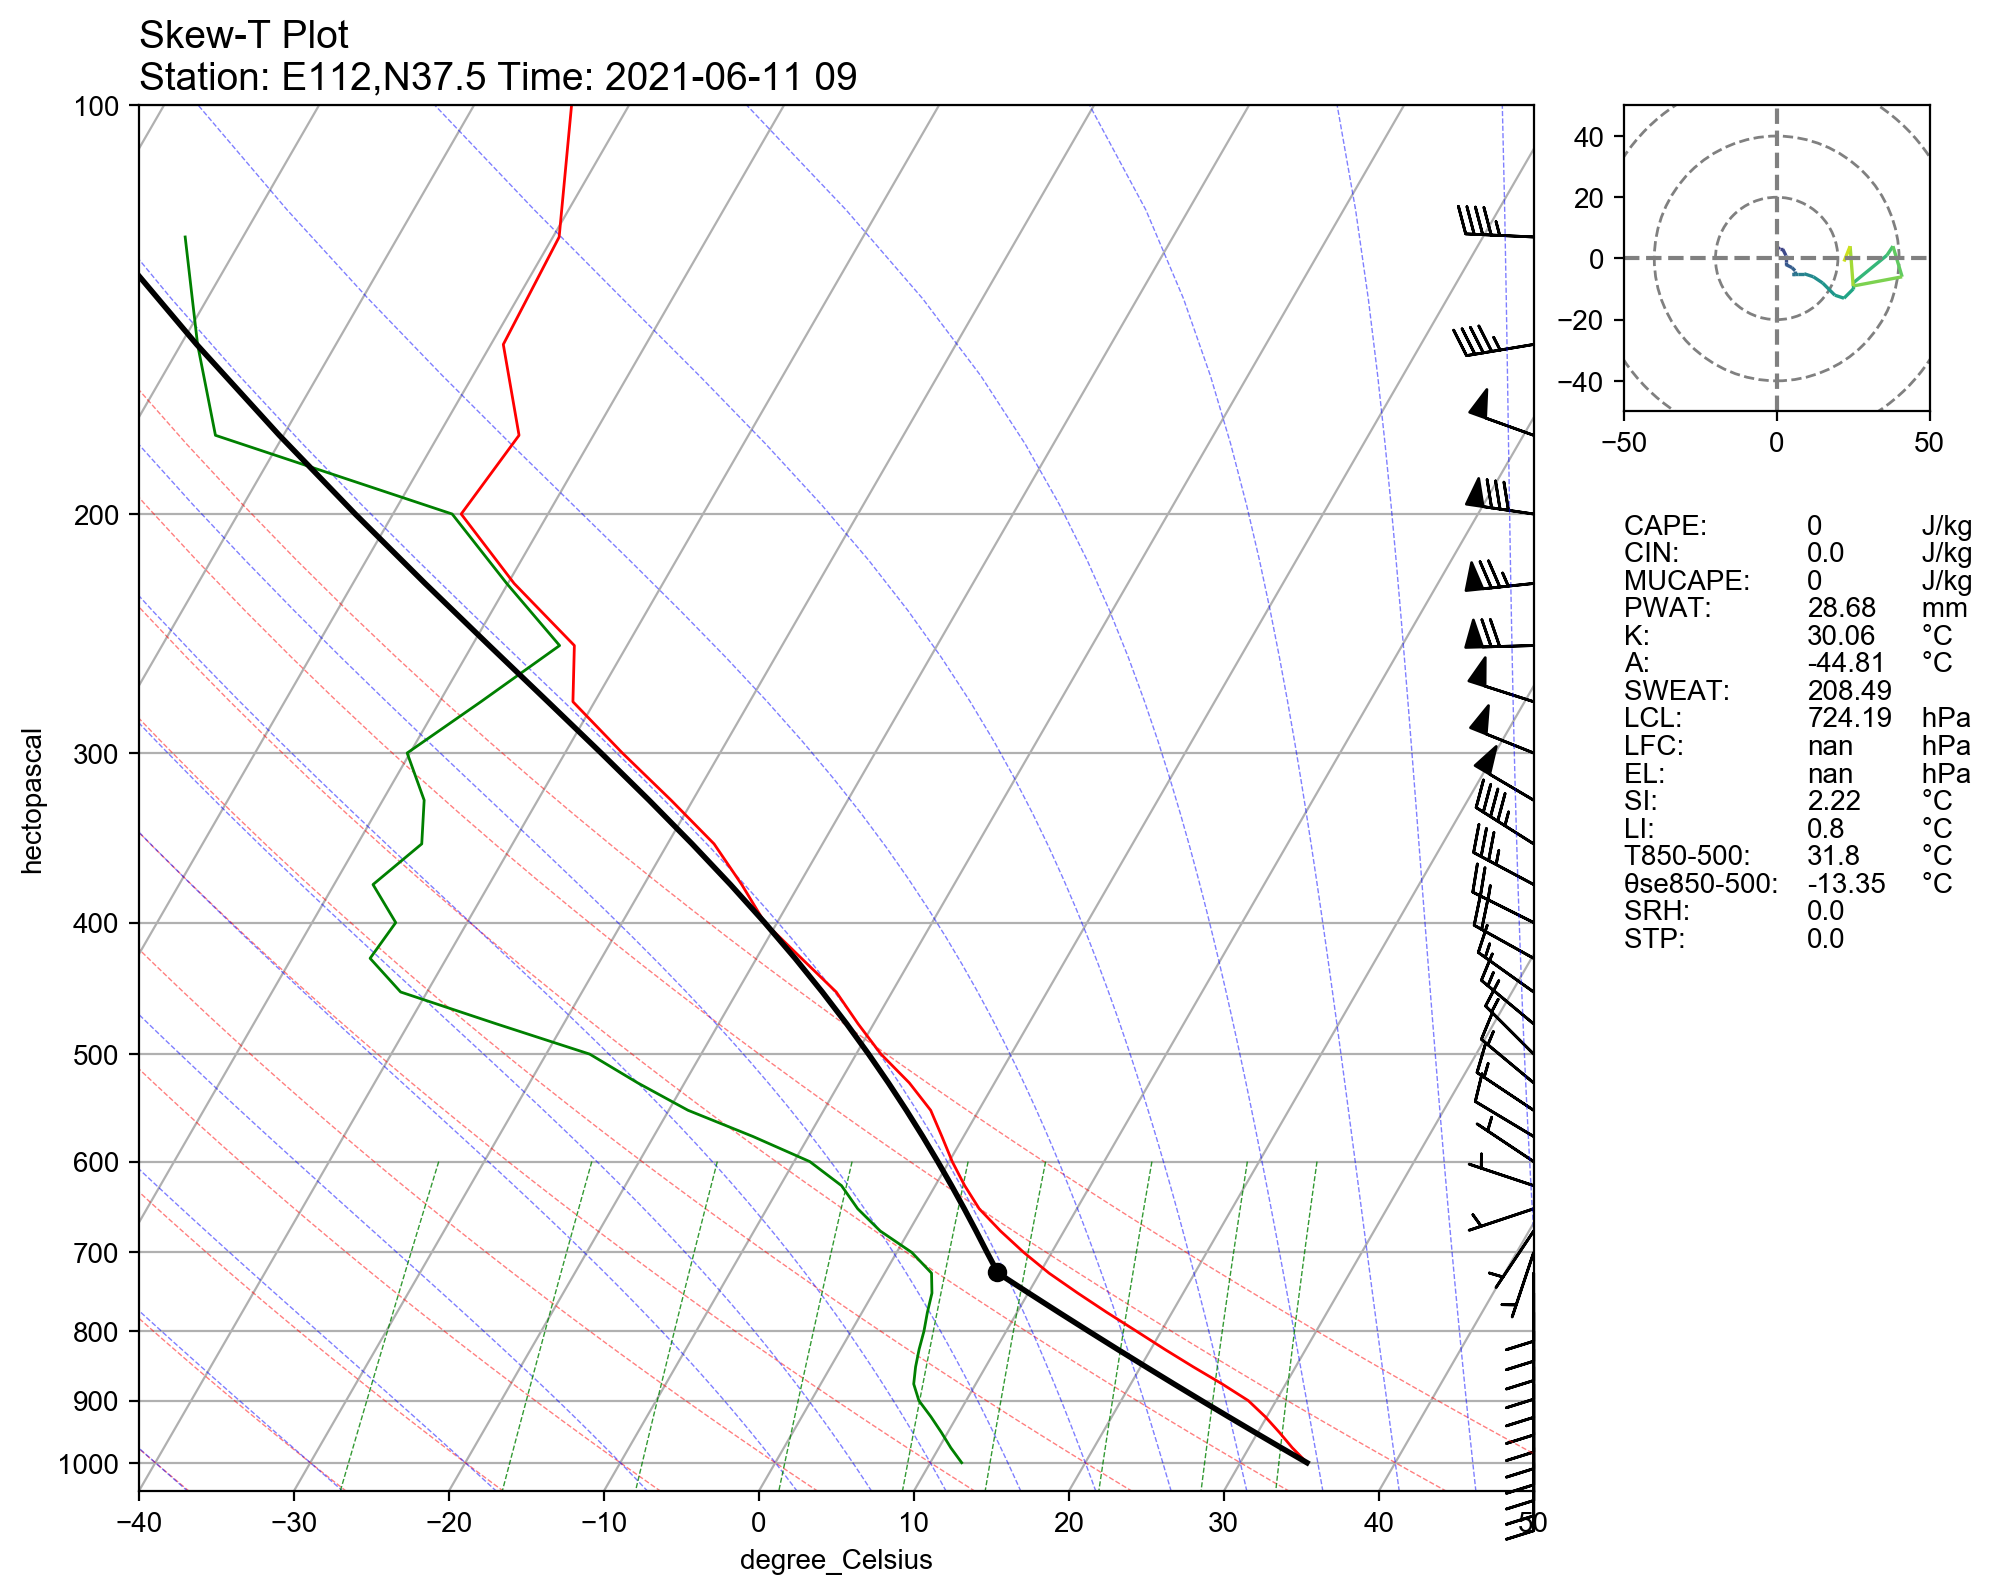 Skew-T Plot
Station: E112,N37.5 Time: 2021-06-11 09
100
200
300
400
500
600
700
800
900
1000
hectopascal
−40 −30 −20 −10 0 10 20 30 40 50
degree_Celsius
40
20
0
−20
−40
−50 0 50
CAPE: 0 J/kg
CIN: 0.0 J/kg
MUCAPE: 0 J/kg
PWAT: 28.68 mm
K: 30.06 °C
A: -44.81 °C
SWEAT: 208.49
LCL: 724.19 hPa
LFC: nan hPa
EL: nan hPa
SI: 2.22 °C
LI: 0.8 °C
T850-500: 31.8 °C
θse850-500: -13.35 °C
SRH: 0.0
STP: 0.0